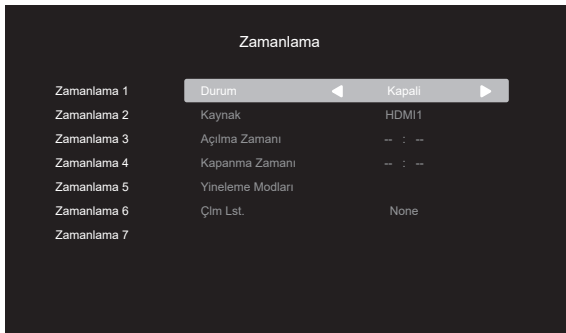 Zamanlama
Zamanlama 1 Durum Kapali
Zamanlama 2 Kaynak HDMI1
Zamanlama 3 Açılma Zamanı -- : --
Zamanlama 4 Kapanma Zamanı -- : --
Zamanlama 5 Yineleme Modları
Zamanlama 6 Çlm Lst. None
Zamanlama 7